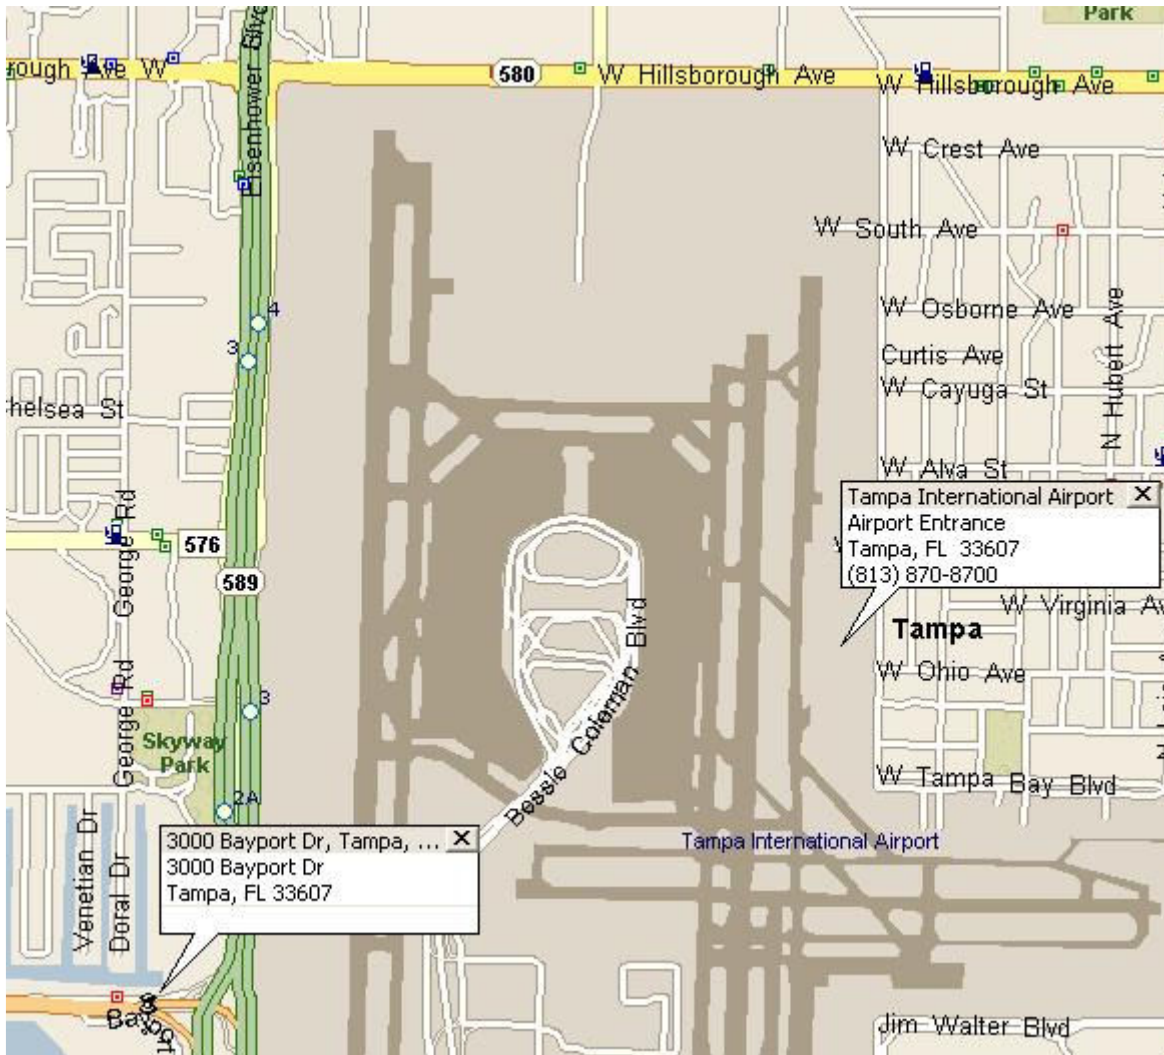 Park
rough Ave W
580
W Hillsborough Ave
W Hillsborough Ave
Eisenhower Blvd
W Crest Ave
W South Ave
W Osborne Ave
4
3
Curtis Ave
W Cayuga St
N Hubert Ave
helsea St
W Alva St
Tampa International Airport
Airport Entrance
Tampa, FL 33607
(813) 870-8700
George Rd
576
589
W Virginia Av
Tampa
W Ohio Ave
George Rd
3
Skyway
Park
Bessie Coleman Blvd
W Tampa Bay Blvd
2A
Venetian Dr
Doral Dr
3000 Bayport Dr, Tampa, ...
3000 Bayport Dr
Tampa, FL 33607
Tampa International Airport
Bayport
Jim Walter Blvd